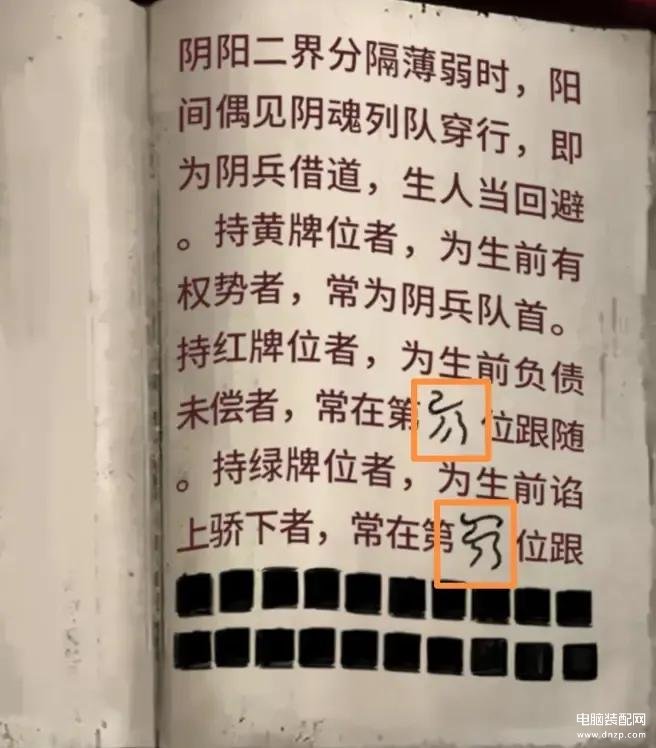 阴阳二界分隔薄弱时，阳
间偶见阴魂列队穿行，即
为阴兵借道，生人当回避
。持黄牌位者，为生前有
权势者，常为阴兵队首。
持红牌位者，为生前负债
未偿者，常在第 位跟随
。持绿牌位者，为生前谄
上骄下者，常在第 位跟
电脑装配网
www.dnzp.com